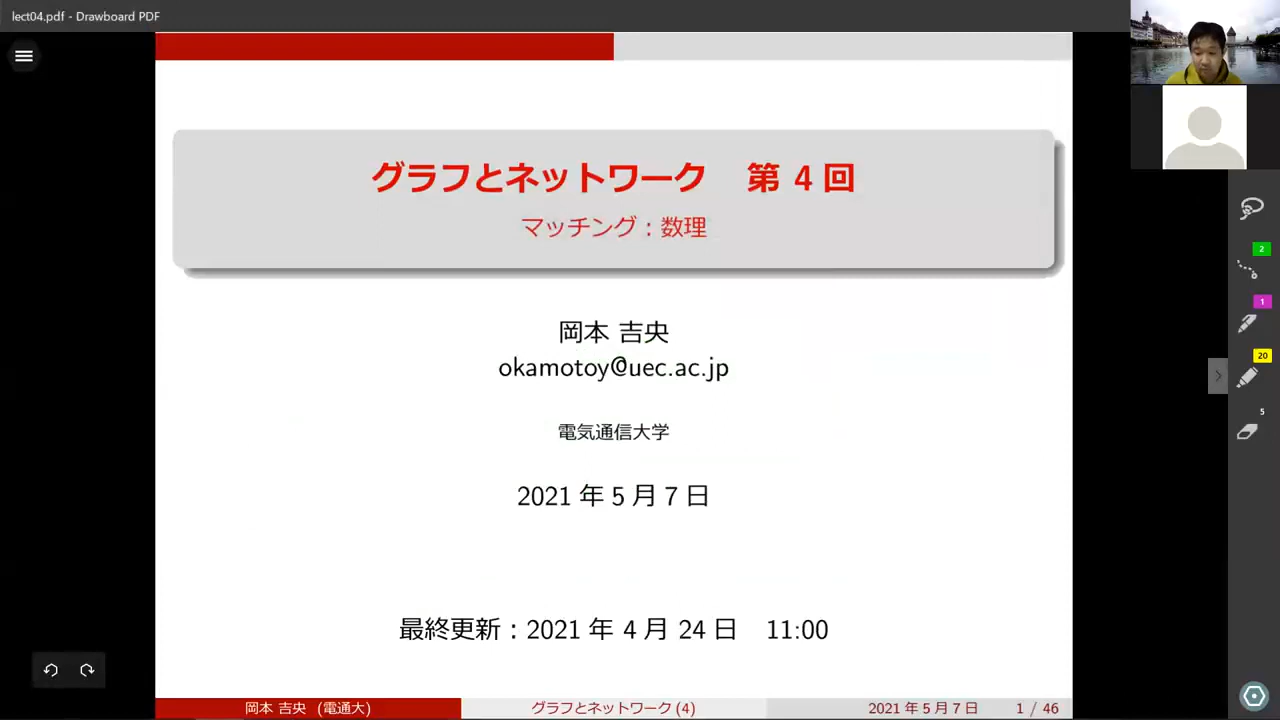 lect04.pdf - Drawboard PDF
グラフとネットワーク 第 4 回
マッチング：数理
岡本 吉央
okamotoy@uec.ac.jp
電気通信大学
2021 年 5 月 7 日
最終更新：2021 年 4 月 24 日 11:00
岡本 吉央 (電通大)
グラフとネットワーク (4)
2021 年 5 月 7 日
1 / 46
2
1
20
5